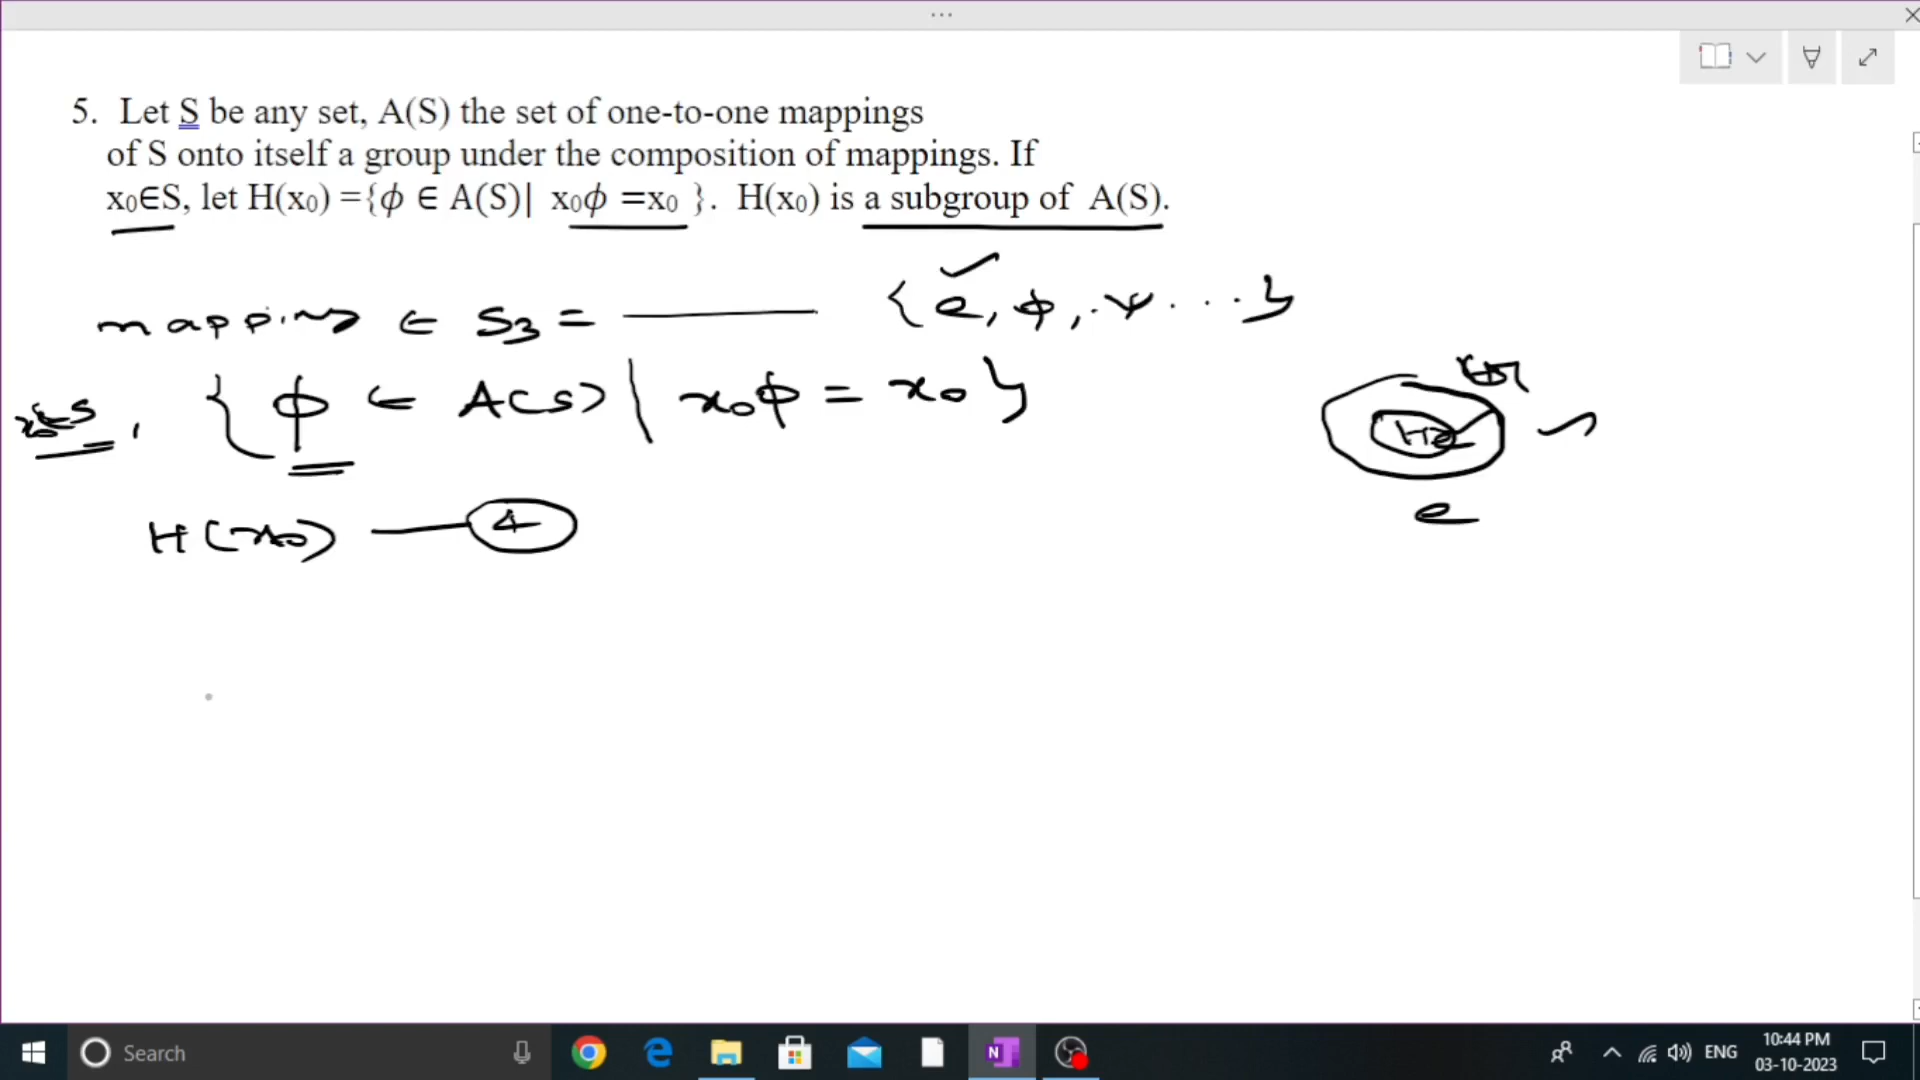 5. Let S be any set, A(S) the set of one-to-one mappings
of S onto itself a group under the composition of mappings. If
x₀∈S, let H(x₀) ={ϕ ∈ A(S)| x₀ϕ =x₀ }. H(x₀) is a subgroup of A(S).
mapping ∈ S₃ = { e, ϕ, ψ . . . }
x₀∈S, { ϕ ∈ A(S) | x₀ϕ = x₀ }
e
H(x₀)
Search
ENG
10:44 PM
03-10-2023